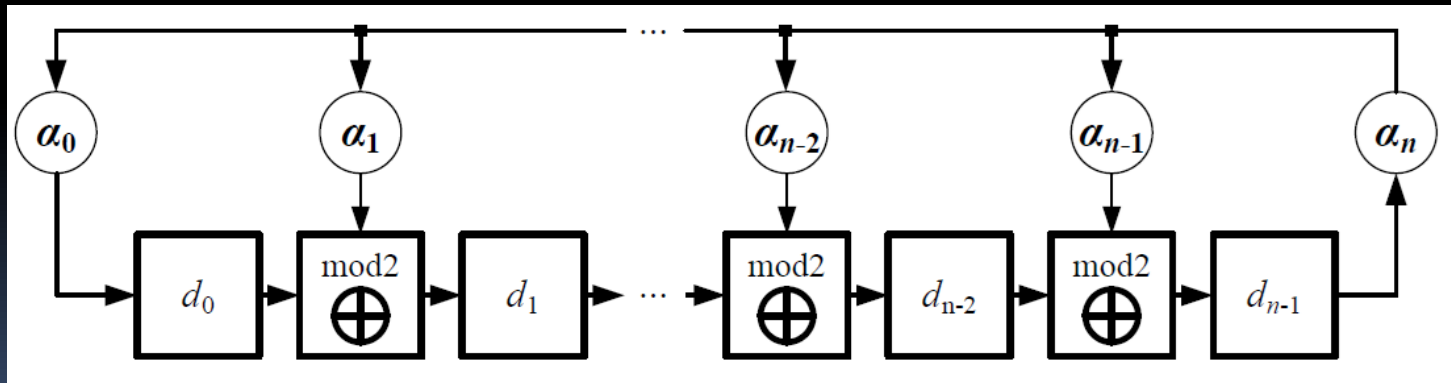 ...
α₀ α₁ αₙ₋₂ αₙ₋₁ αₙ
mod2 mod2 mod2
d₀ d₁ ... dₙ₋₂ dₙ₋₁